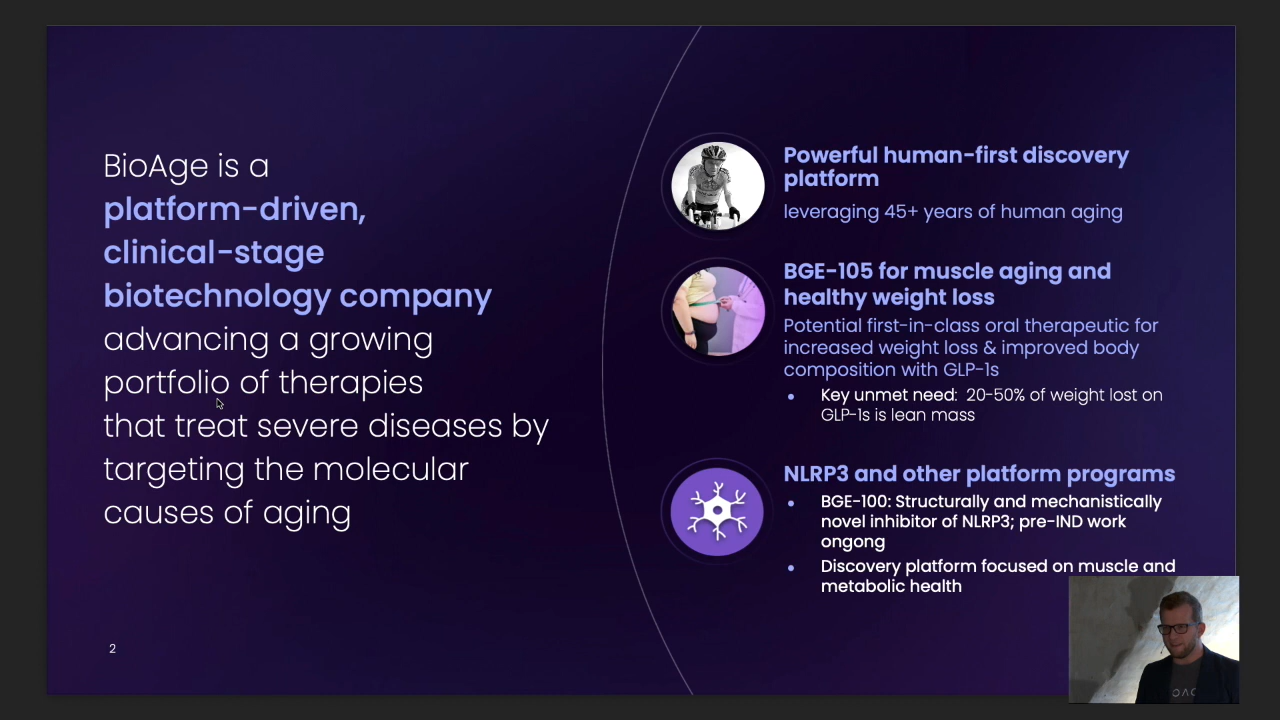 BioAge is a
platform-driven,
clinical-stage
biotechnology company
advancing a growing
portfolio of therapies
that treat severe diseases by
targeting the molecular
causes of aging
2
Powerful human-first discovery
platform
leveraging 45+ years of human aging
BGE-105 for muscle aging and
healthy weight loss
Potential first-in-class oral therapeutic for
increased weight loss & improved body
composition with GLP-1s
• Key unmet need: 20-50% of weight lost on
GLP-1s is lean mass
NLRP3 and other platform programs
• BGE-100: Structurally and mechanistically
novel inhibitor of NLRP3; pre-IND work
ongong
• Discovery platform focused on muscle and
metabolic health